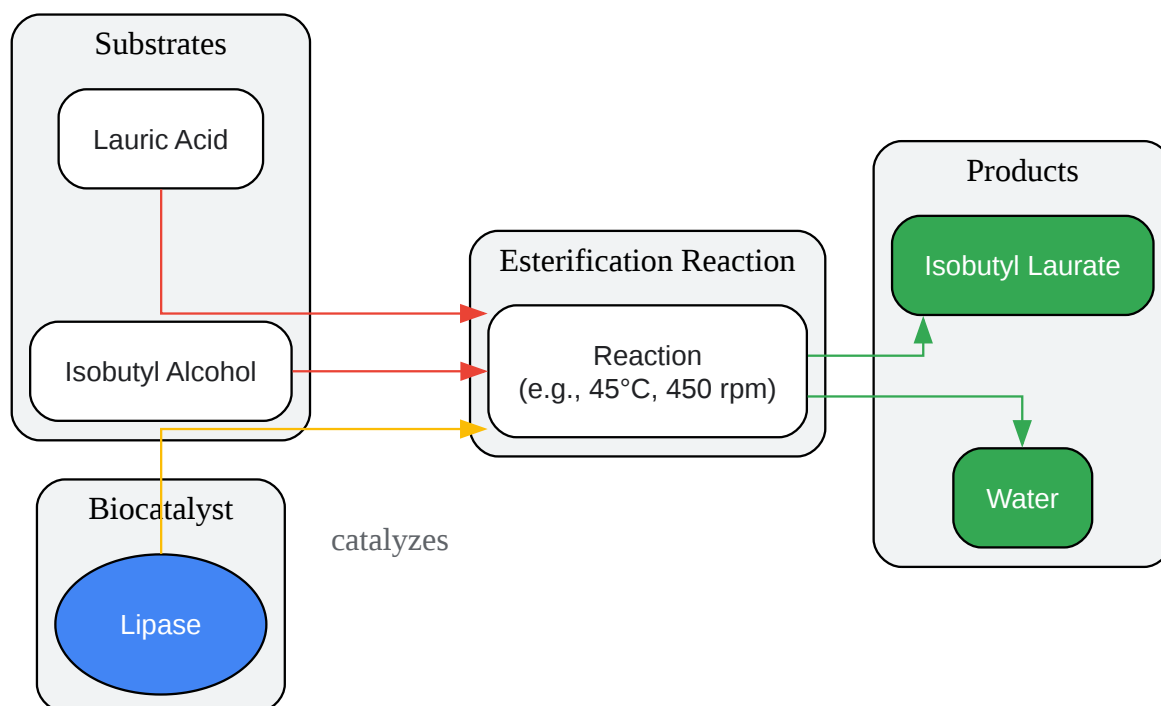 Substrates
Lauric Acid
Isobutyl Alcohol
Biocatalyst
Lipase
catalyzes
Esterification Reaction
Reaction
(e.g., 45°C, 450 rpm)
Products
Isobutyl Laurate
Water